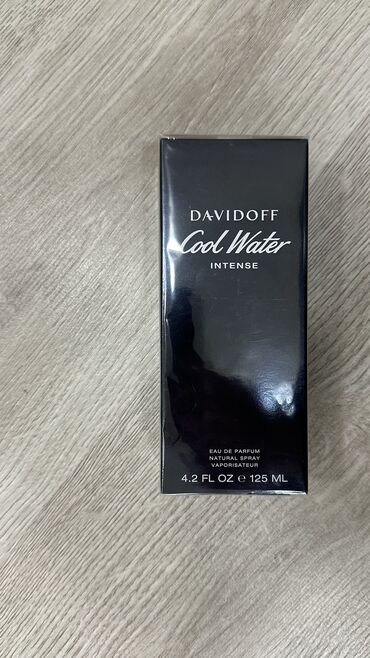 DAVIDOFF
Cool Water
INTENSE
EAU DE PARFUM
NATURAL SPRAY
VAPORISATEUR
4.2 FL OZ e 125 ML